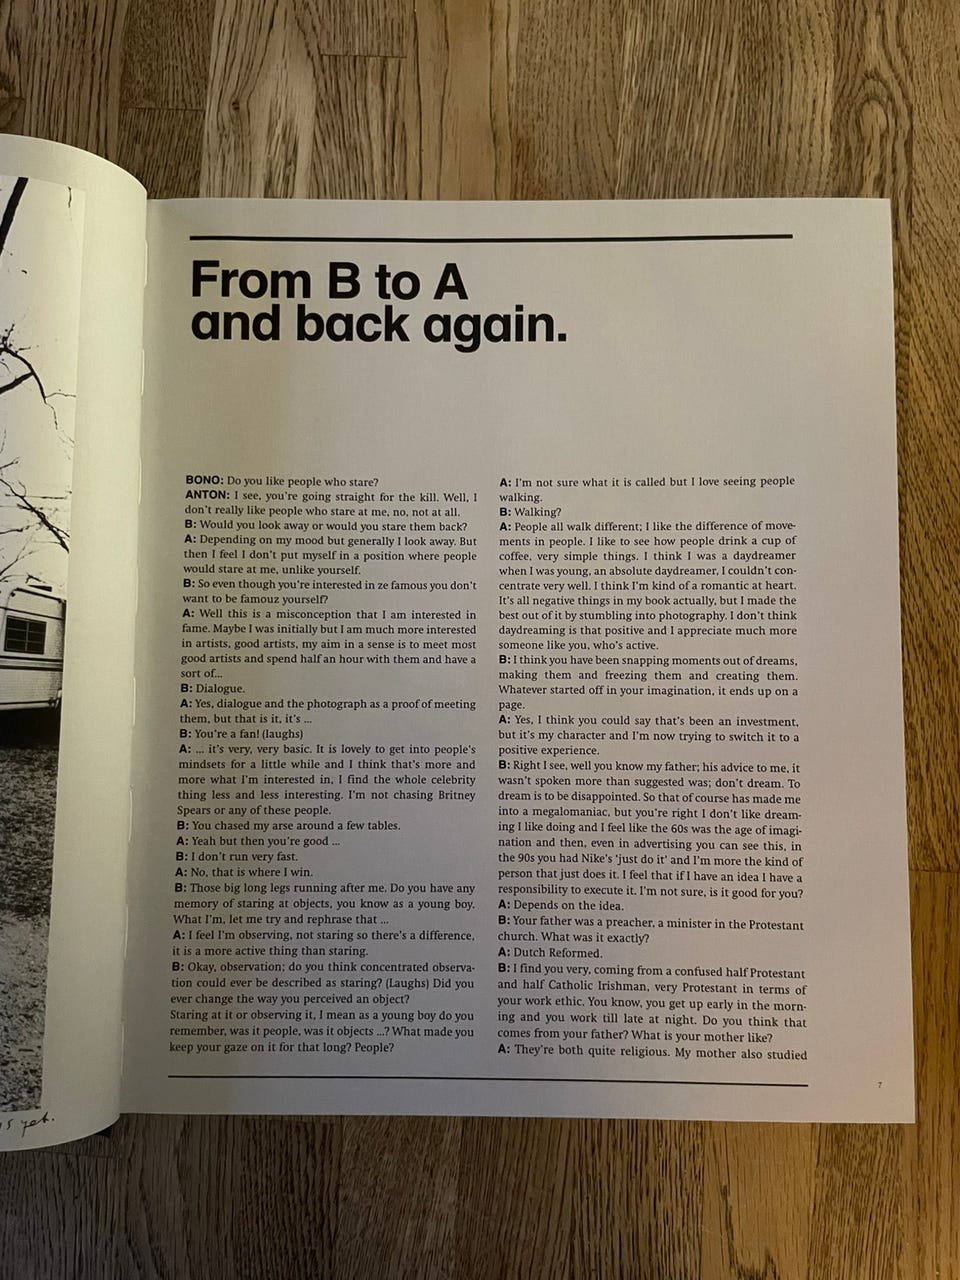 From B to A
and back again.
BONO: Do you like people who stare?
ANTON: I see, you're going straight for the kill. Well, I
don't really like people who stare at me, no, not at all.
B: Would you look away or would you stare them back?
A: Depending on my mood but generally I look away. But
then I feel I don't put myself in a position where people
would stare at me, unlike yourself.
B: So even though you're interested in ze famous you don't
want to be famouz yourself?
A: Well this is a misconception that I am interested in
fame. Maybe I was initially but I am much more interested
in artists, good artists, my aim in a sense is to meet most
good artists and spend half an hour with them and have a
sort of...
B: Dialogue.
A: Yes, dialogue and the photograph as a proof of meeting
them, but that is it, it's ...
B: You're a fan! (laughs)
A: ... it's very, very basic. It is lovely to get into people's
mindsets for a little while and I think that's more and
more what I'm interested in, I find the whole celebrity
thing less and less interesting. I'm not chasing Britney
Spears or any of these people.
B: You chased my arse around a few tables.
A: Yeah but then you're good ...
B: I don't run very fast.
A: No, that is where I win.
B: Those big long legs running after me. Do you have any
memory of staring at objects, you know as a young boy.
What I'm, let me try and rephrase that ...
A: I feel I'm observing, not staring so there's a difference,
it is a more active thing than staring.
B: Okay, observation; do you think concentrated observa-
tion could ever be described as staring? (Laughs) Did you
ever change the way you perceived an object?
Staring at it or observing it, I mean as a young boy do you
remember, was it people, was it objects ...? What made you
keep your gaze on it for that long? People?
A: I'm not sure what it is called but I love seeing people
walking.
B: Walking?
A: People all walk different; I like the difference of move-
ments in people. I like to see how people drink a cup of
coffee, very simple things. I think I was a daydreamer
when I was young, an absolute daydreamer, I couldn't con-
centrate very well. I think I'm kind of a romantic at heart.
It's all negative things in my book actually, but I made the
best out of it by stumbling into photography. I don't think
daydreaming is that positive and I appreciate much more
someone like you, who's active.
B: I think you have been snapping moments out of dreams,
making them and freezing them and creating them.
Whatever started off in your imagination, it ends up on a
page.
A: Yes, I think you could say that's been an investment,
but it's my character and I'm now trying to switch it to a
positive experience.
B: Right I see, well you know my father; his advice to me, it
wasn't spoken more than suggested was; don't dream. To
dream is to be disappointed. So that of course has made me
into a megalomaniac, but you're right I don't like dream-
ing I like doing and I feel like the 60s was the age of imagi-
nation and then, even in advertising you can see this, in
the 90s you had Nike's 'just do it' and I'm more the kind of
person that just does it. I feel that if I have an idea I have a
responsibility to execute it. I'm not sure, is it good for you?
A: Depends on the idea.
B: Your father was a preacher, a minister in the Protestant
church. What was it exactly?
A: Dutch Reformed.
B: I find you very, coming from a confused half Protestant
and half Catholic Irishman, very Protestant in terms of
your work ethic. You know, you get up early in the morn-
ing and you work till late at night. Do you think that
comes from your father? What is your mother like?
A: They're both quite religious. My mother also studied
7
yet.